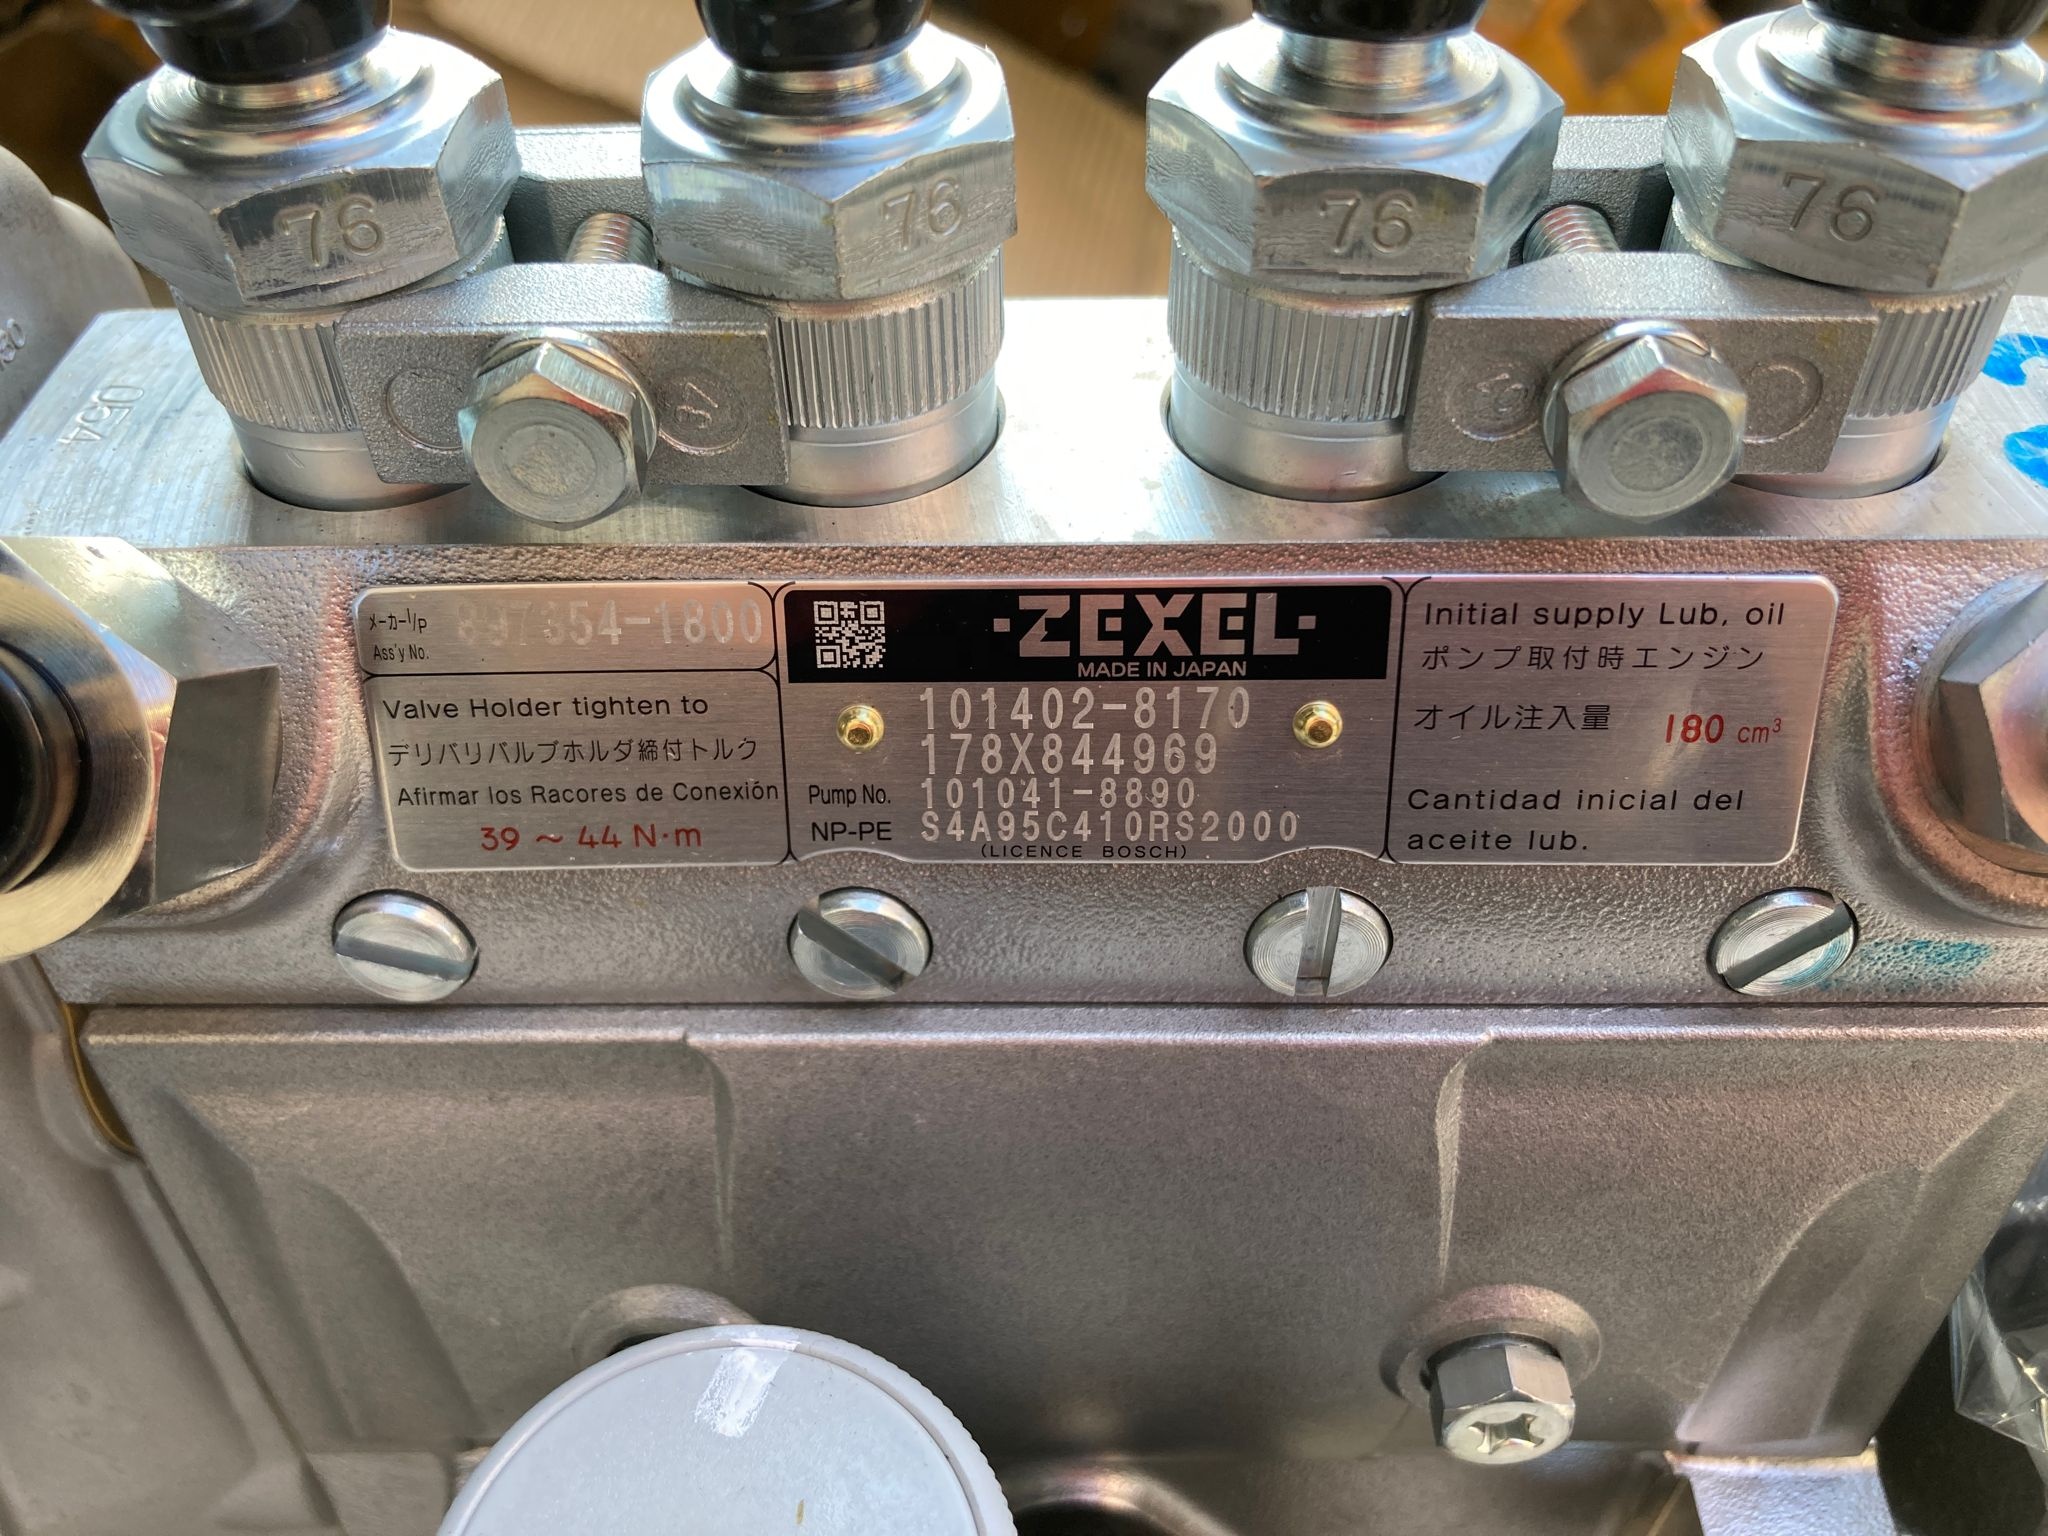 76
76
76
76
054
97
メーカーI/P
Ass'y No.
897354-1800
Valve Holder tighten to
デリバリバルブホルダ締付トルク
Afirmar los Racores de Conexión
39 ~ 44 N·m
·ZEXEL·
MADE IN JAPAN
101402-8170
178X844969
Pump No. 101041-8890
NP-PE S4A95C410RS2000
(LICENCE BOSCH)
Initial supply Lub, oil
ポンプ取付時エンジン
オイル注入量 180 cm³
Cantidad inicial del
aceite lub.